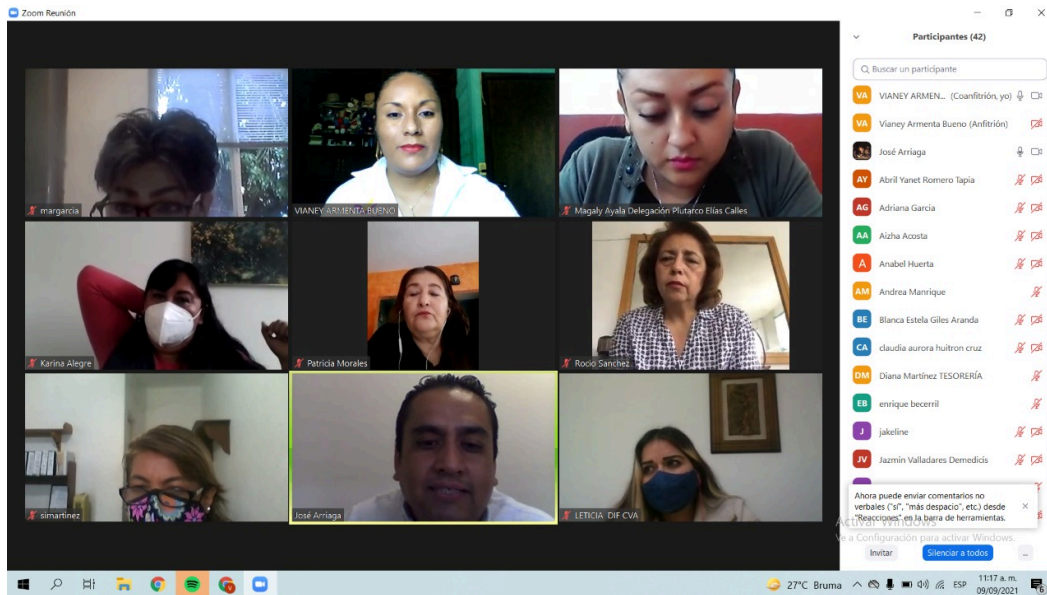 Zoom Reunión
margarcia
VIANEY ARMENTA BUENO
Magaly Ayala Delegación Plutarco Elías Calles
Karina Alegre
Patricia Morales
Rocio Sanchez
simartinez
José Arriaga
LETICIA DIF CVA
Participantes (42)
Buscar un participante
VA VIANEY ARMEN... (Coanfitrión, yo)
VA Vianey Armenta Bueno (Anfitrión)
José Arriaga
AY Abril Yanet Romero Tapia
AG Adriana Garcia
AA Aizha Acosta
A Anabel Huerta
AM Andrea Manrique
BE Blanca Estela Giles Aranda
CA claudia aurora huitron cruz
DM Diana Martínez TESORERÍA
EB enrique becerril
J jakeline
JV Jazmin Valladares Demedicis
Ahora puede enviar comentarios no
verbales ("sí", "más despacio", etc.) desde
"Reacciones" en la barra de herramientas.
Activar Windows
Ve a Configuración para activar Windows.
Invitar
Silenciar a todos
...
27°C Bruma
ESP
11:17 a. m.
09/09/2021
6